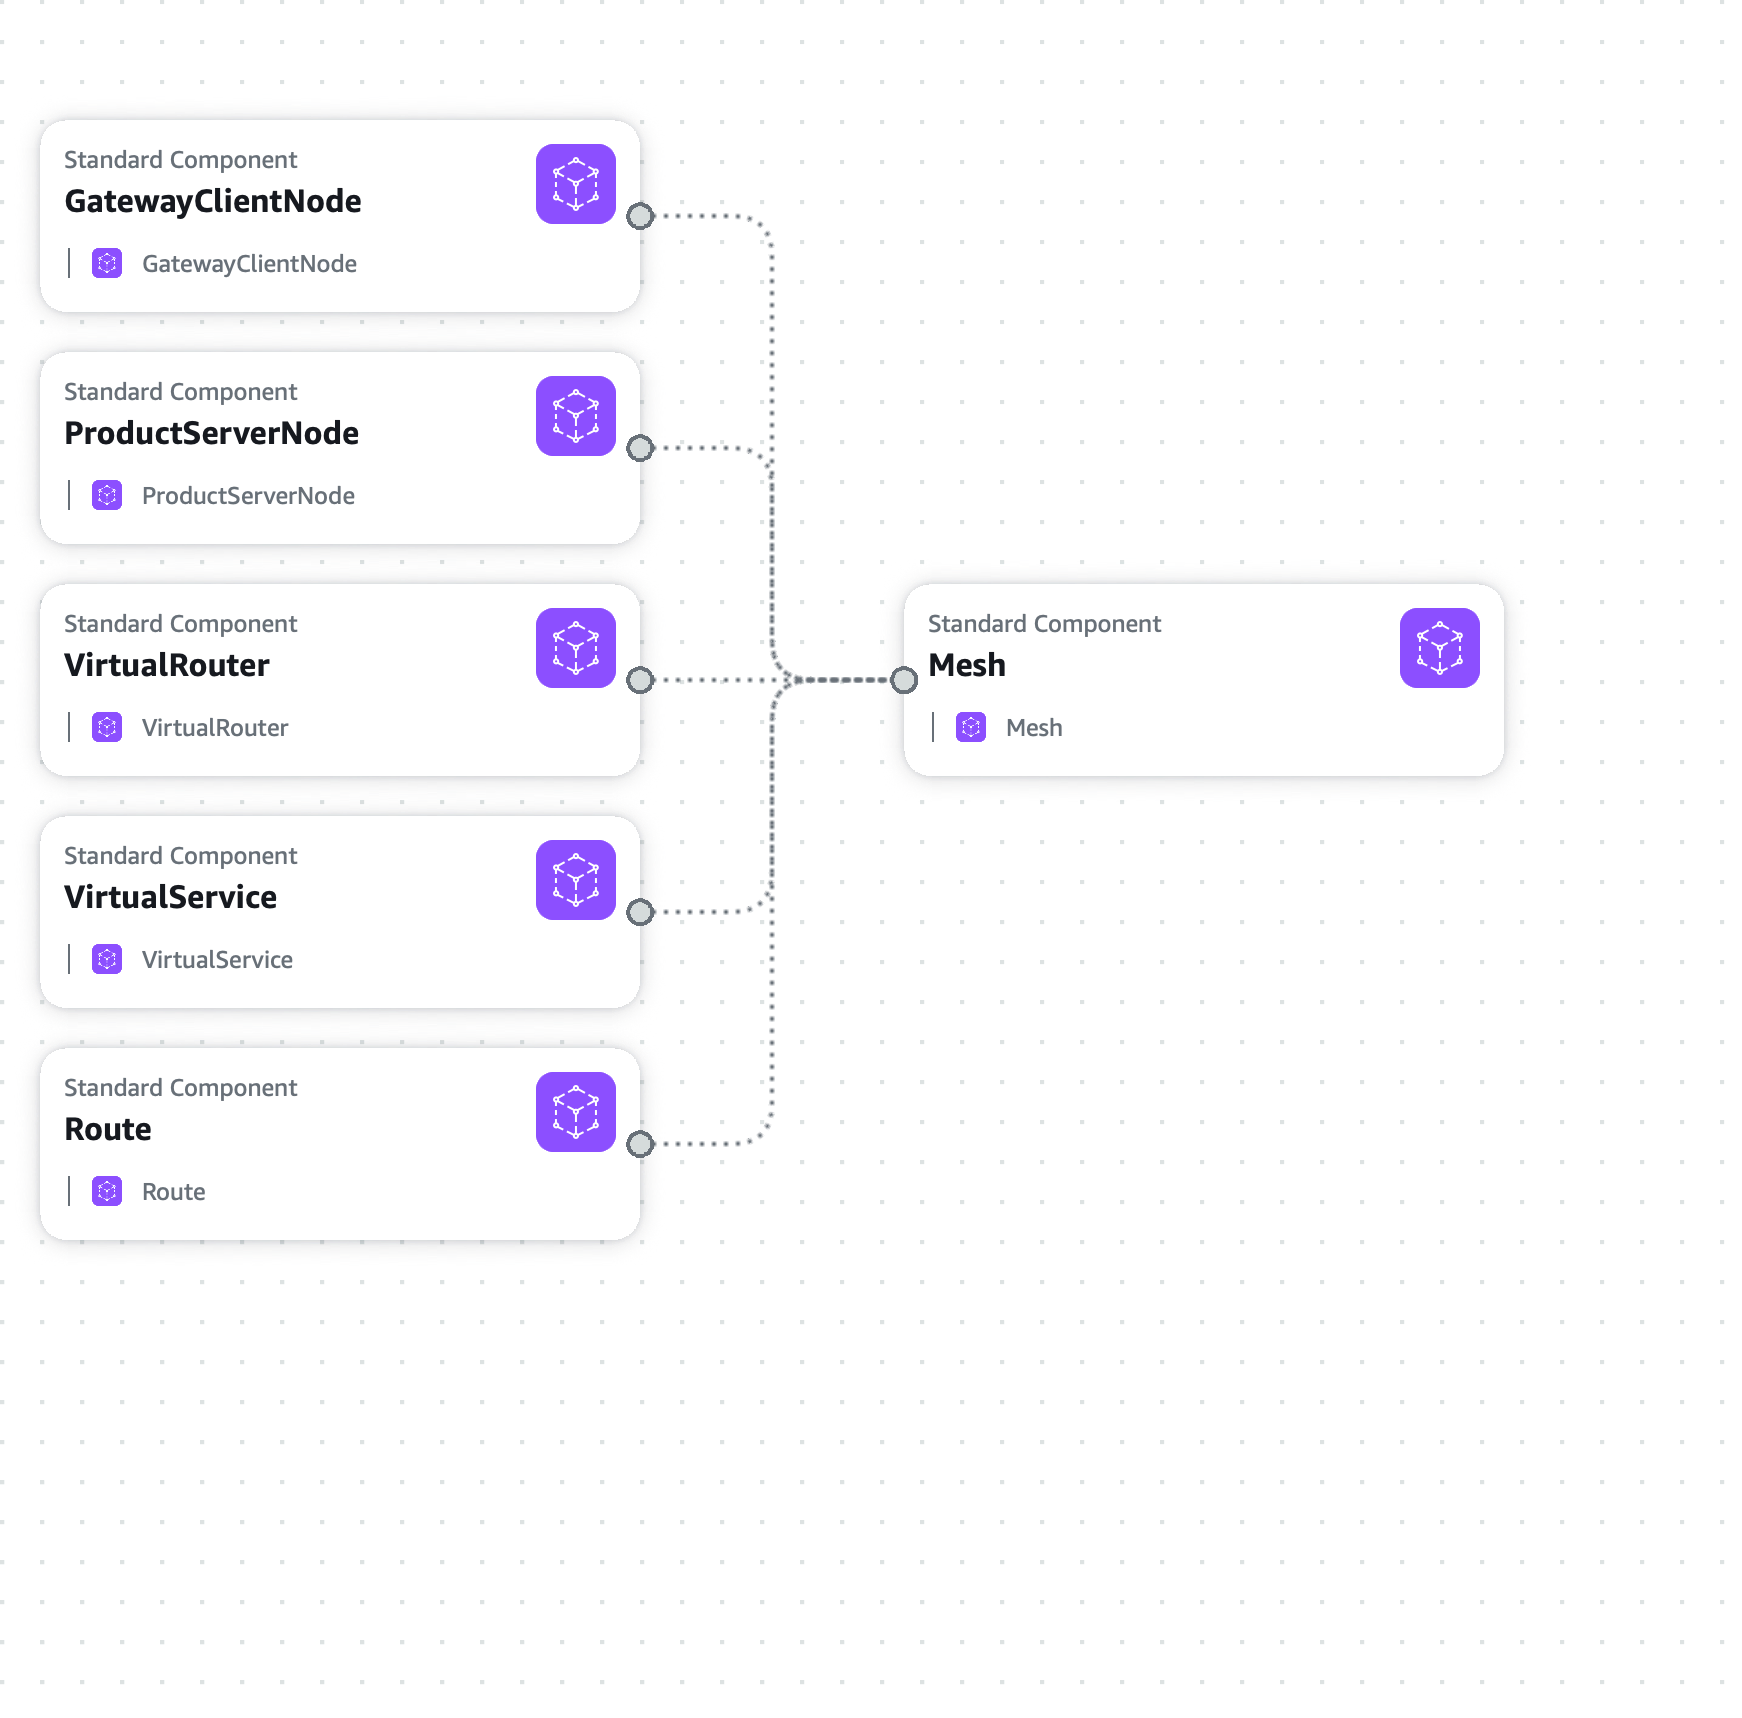 Standard Component
GatewayClientNode
GatewayClientNode
Standard Component
ProductServerNode
ProductServerNode
Standard Component
VirtualRouter
VirtualRouter
Standard Component
Mesh
Mesh
Standard Component
VirtualService
VirtualService
Standard Component
Route
Route